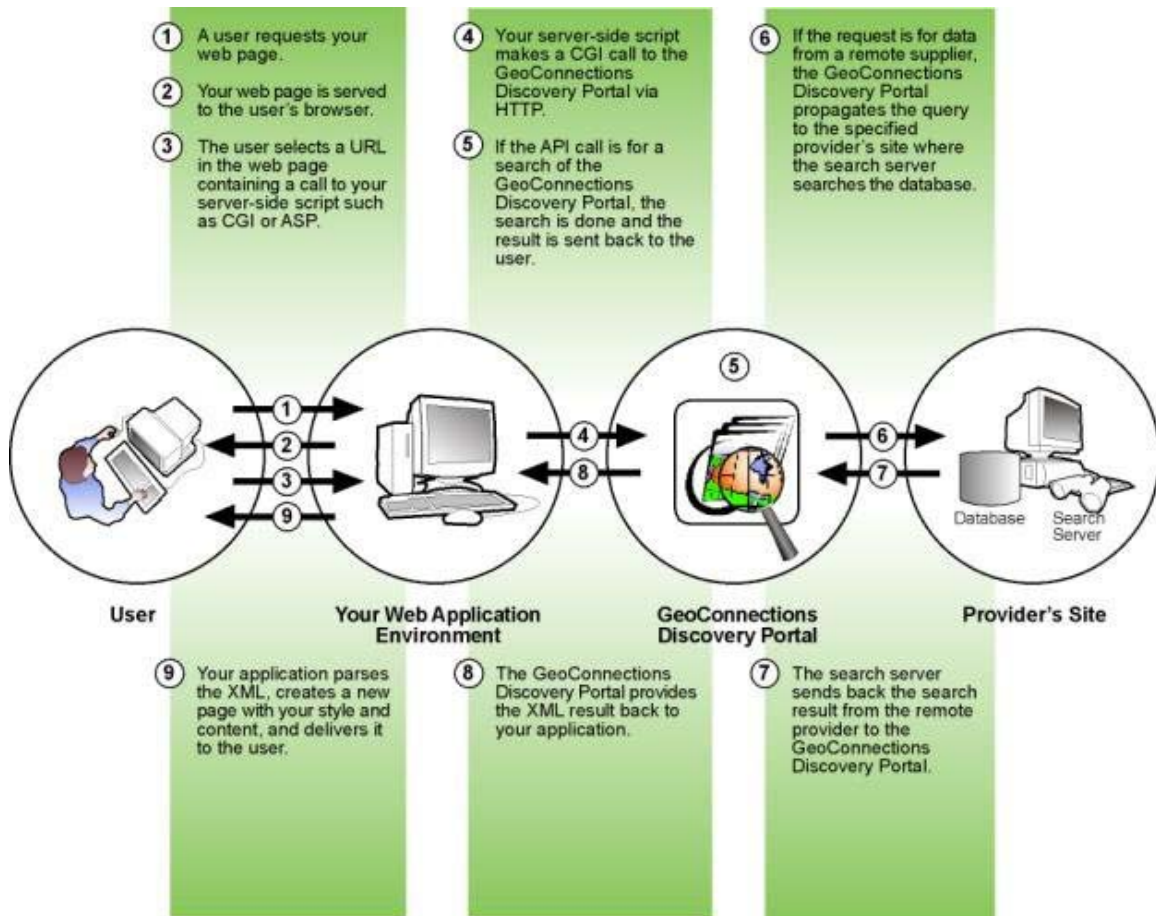 1 A user requests your
web page.
2 Your web page is served
to the user's browser.
3 The user selects a URL
in the web page
containing a call to your
server-side script such
as CGI or ASP.
4 Your server-side script
makes a CGI call to the
GeoConnections
Discovery Portal via
HTTP.
5 If the API call is for a
search of the
GeoConnections
Discovery Portal, the
search is done and the
result is sent back to the
user.
6 If the request is for data
from a remote supplier,
the GeoConnections
Discovery Portal
propagates the query
to the specified
provider's site where
the search server
searches the database.
5
1
2
3
9
4
8
6
7
Database
Search
Server
User
Your Web Application
Environment
GeoConnections
Discovery Portal
Provider's Site
9 Your application parses
the XML, creates a new
page with your style and
content, and delivers it
to the user.
8 The GeoConnections
Discovery Portal provides
the XML result back to
your application.
7 The search server
sends back the search
result from the remote
provider to the
GeoConnections
Discovery Portal.